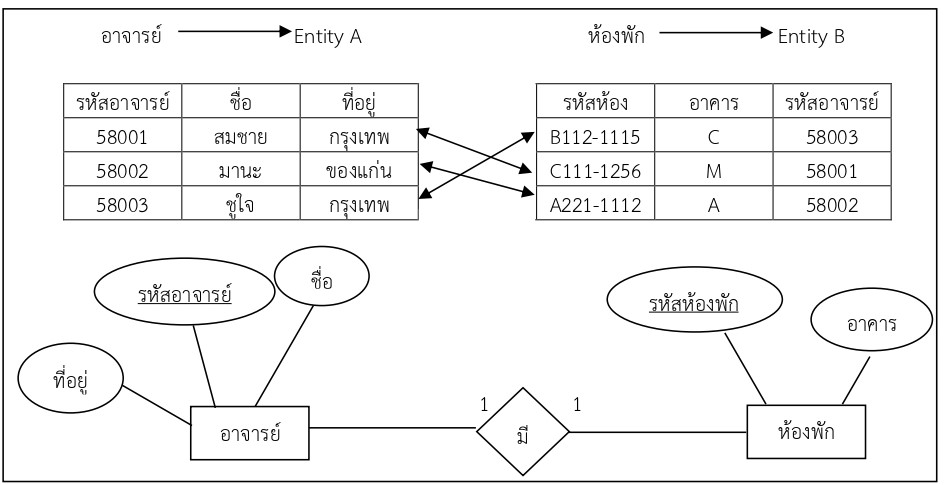 อาจารย์ Entity A ห้องพัก Entity B
รหัสอาจารย์ ชื่อ ที่อยู่ รหัสห้อง อาคาร รหัสอาจารย์
58001 สมชาย กรุงเทพ B112-1115 C 58003
58002 มานะ ของแก่น C111-1256 M 58001
58003 ชูใจ กรุงเทพ A221-1112 A 58002
ชื่อ
รหัสอาจารย์ รหัสห้องพัก
อาคาร
ที่อยู่
1 1
อาจารย์ มี ห้องพัก